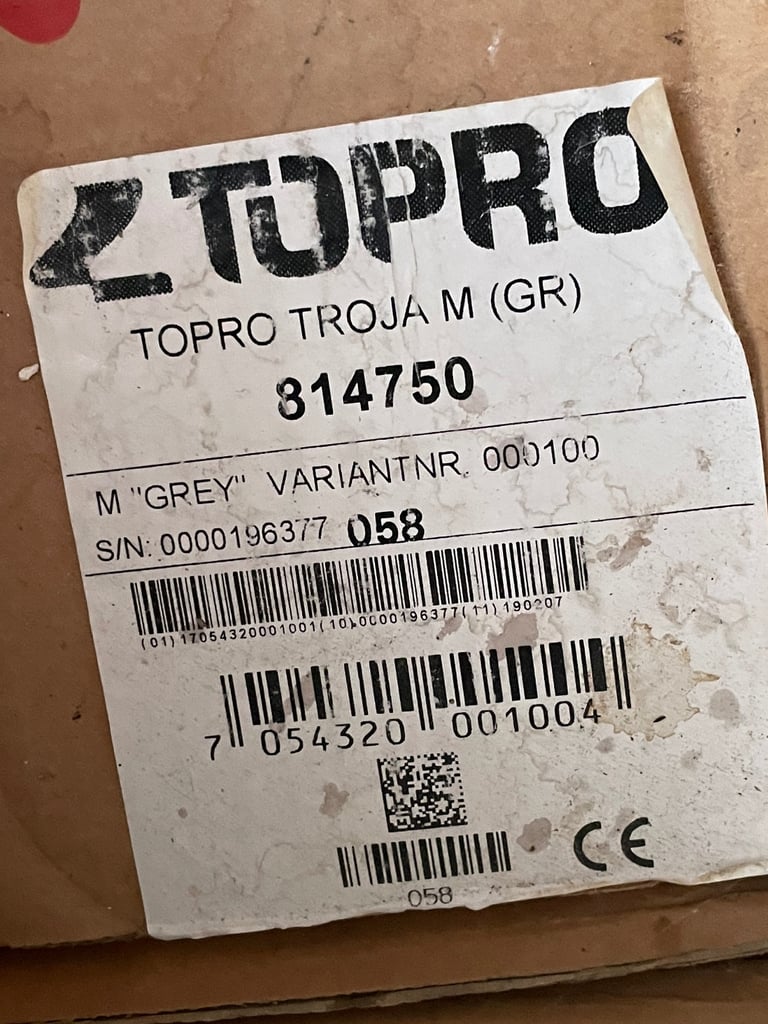 TOPRO
TOPRO TROJA M (GR)
814750
M "GREY" VARIANTNR. 000100
S/N: 0000196377 058
(01)17054320001001(10)0000196377(11)190207
7 054320 001004
CE
058